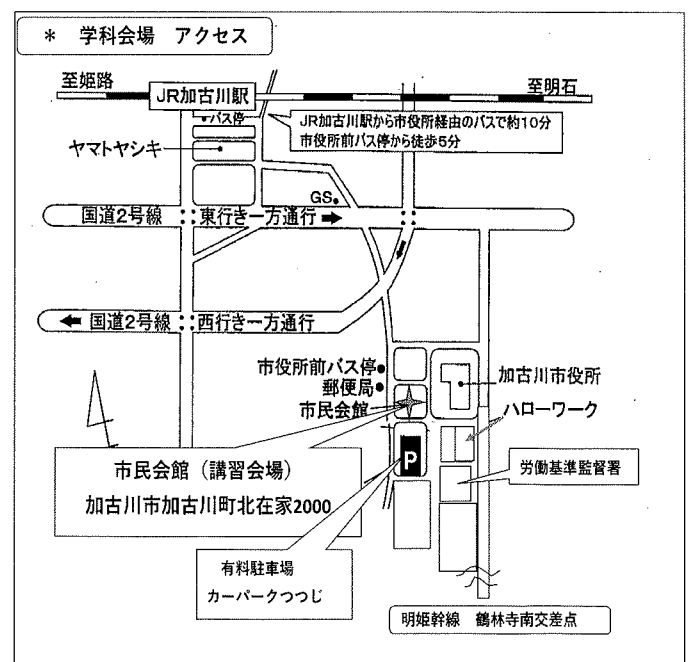 ＊ 学科会場 アクセス
至姫路
JR加古川駅
至明石
バス停
JR加古川駅から市役所経由のバスで約10分
市役所前バス停から徒歩5分
ヤマトヤシキ
GS
国道2号線
東行き一方通行
国道2号線
西行き一方通行
市役所前バス停
郵便局
市民会館
加古川市役所
ハローワーク
P
労働基準監督署
市民会館（講習会場）
加古川市加古川町北在家2000
有料駐車場
カーパークつつじ
明姫幹線 鶴林寺南交差点